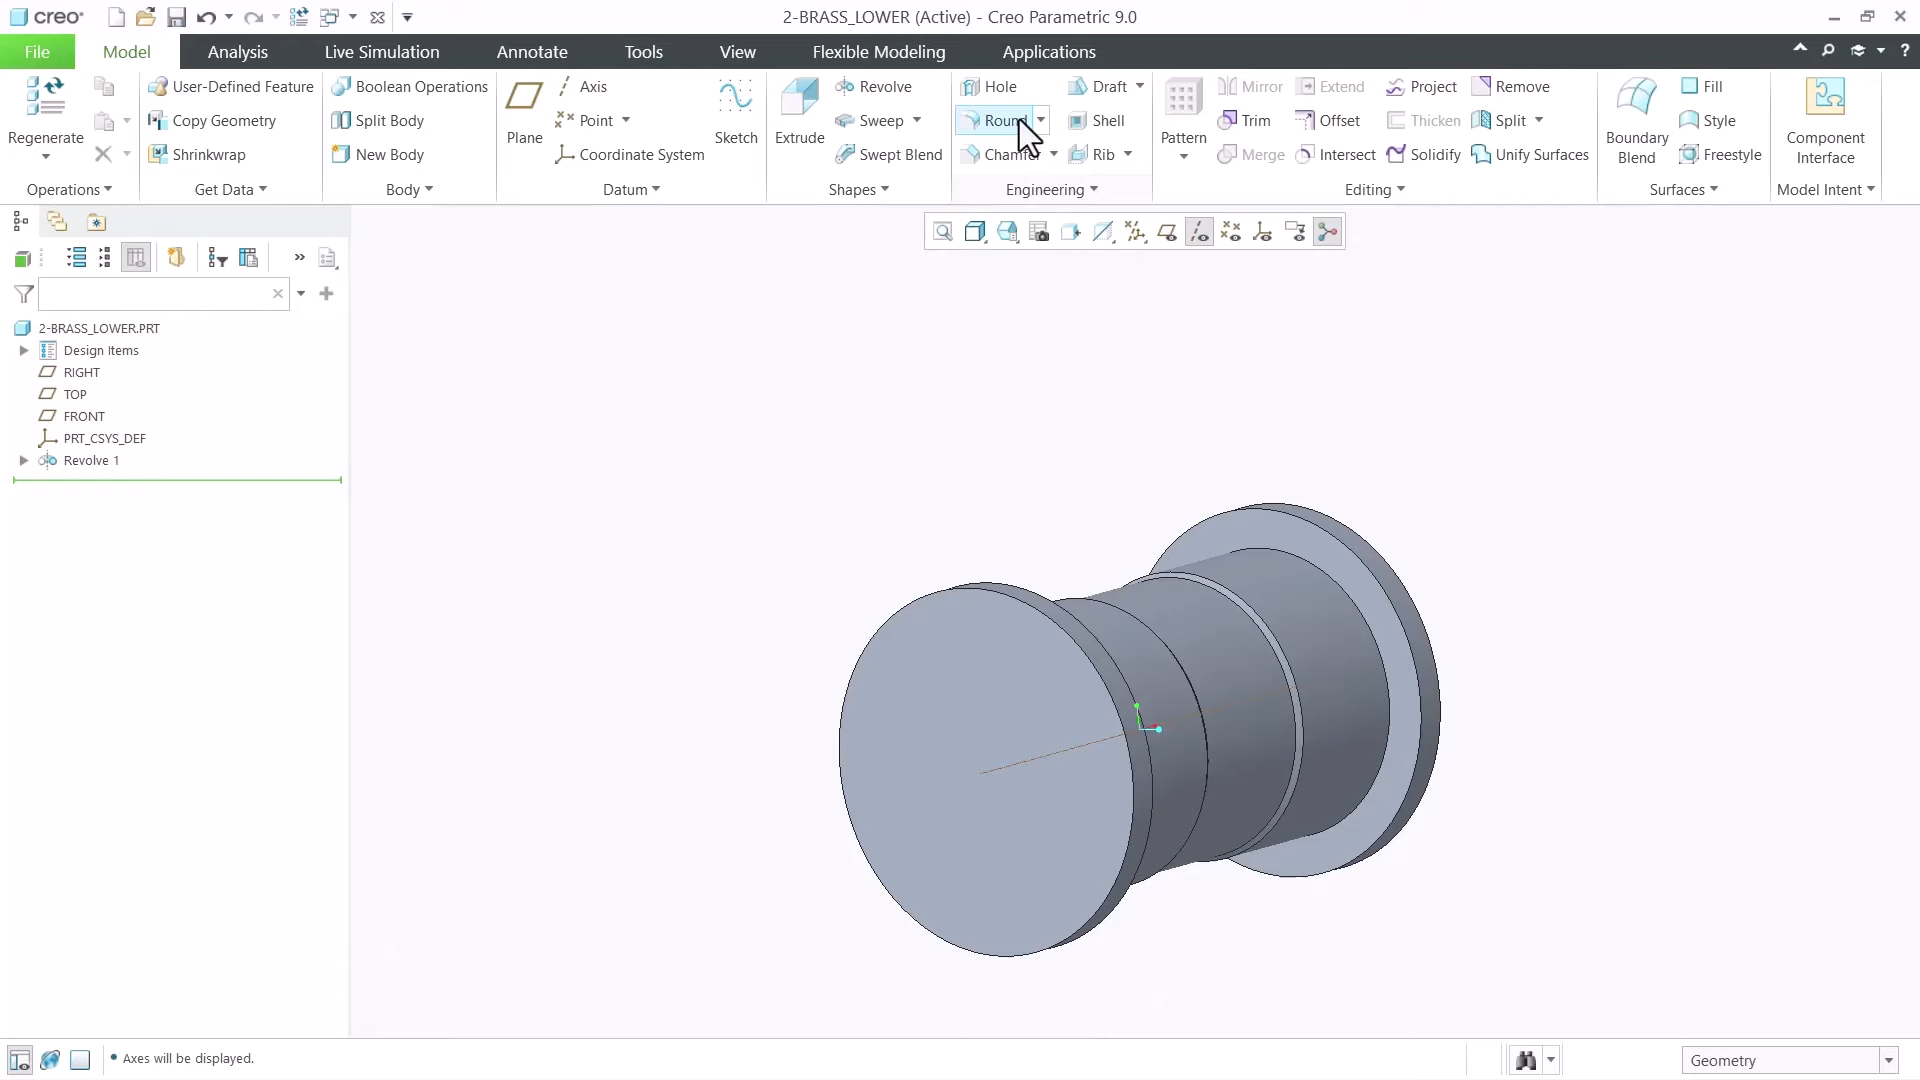 creo
2-BRASS_LOWER (Active) - Creo Parametric 9.0
File
Model
Analysis
Live Simulation
Annotate
Tools
View
Flexible Modeling
Applications
Regenerate
Operations
User-Defined Feature
Copy Geometry
Shrinkwrap
Get Data
Boolean Operations
Split Body
New Body
Body
Plane
Axis
Point
Coordinate System
Sketch
Datum
Extrude
Revolve
Sweep
Swept Blend
Shapes
Hole
Round
Chamfer
Draft
Shell
Rib
Engineering
Pattern
Mirror
Trim
Merge
Extend
Offset
Intersect
Project
Thicken
Solidify
Remove
Split
Unify Surfaces
Editing
Boundary
Blend
Fill
Style
Freestyle
Surfaces
Component
Interface
Model Intent
2-BRASS_LOWER.PRT
Design Items
RIGHT
TOP
FRONT
PRT_CSYS_DEF
Revolve 1
• Axes will be displayed.
Geometry